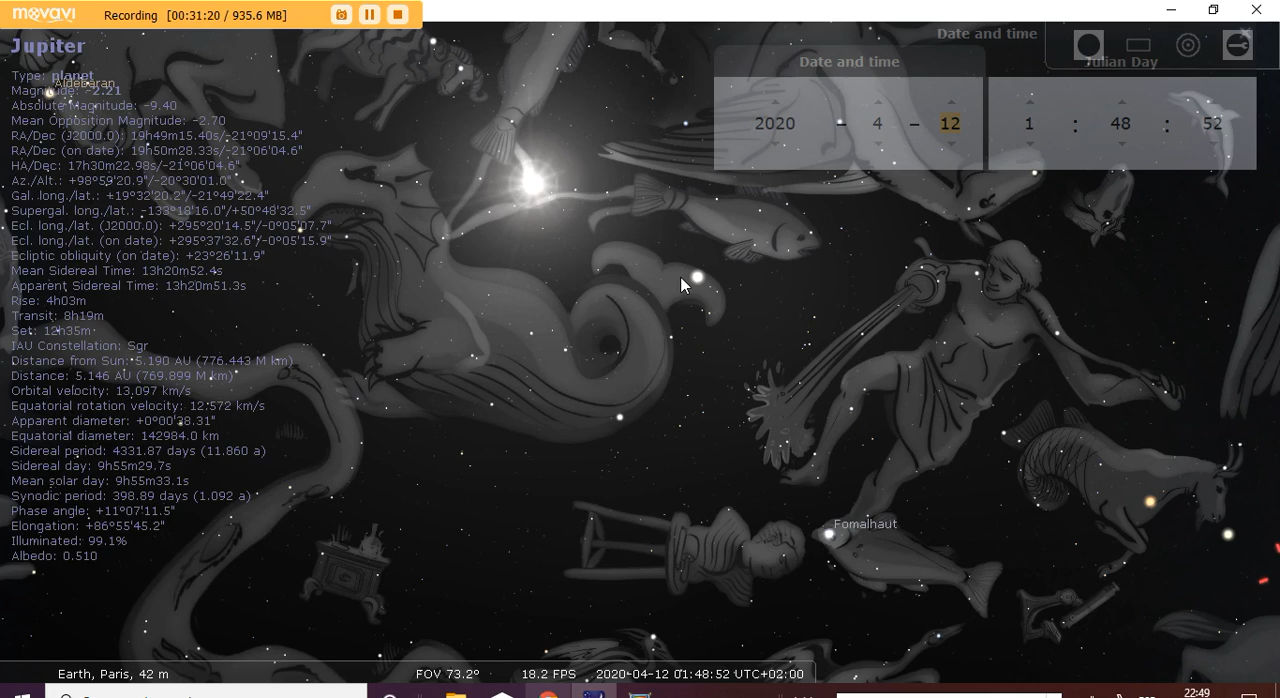 movavi Recording [00:31:20 / 935.6 MB]
Jupiter
Date and time
Date and time
Julian Day
Type: planet
Aldebaran
Magnitude: -2.21
Absolute Magnitude: -9.40
Mean Opposition Magnitude: -2.70
RA/Dec (J2000.0): 19h49m15.40s/-21°09'15.4"
RA/Dec (on date): 19h50m28.33s/-21°06'04.6"
HA/Dec: 17h30m22.98s/-21°06'04.6"
Az./Alt.: +98°59'20.9"/-20°30'01.0"
Gal. long./lat.: +19°32'20.2"/-21°49'22.4"
Supergal. long./lat.: -133°18'16.0"/+50°48'32.5"
Ecl. long./lat. (J2000.0): +295°20'14.5"/-0°05'07.7"
Ecl. long./lat. (on date): +295°37'32.6"/-0°05'15.9"
Ecliptic obliquity (on date): +23°26'11.9"
Mean Sidereal Time: 13h20m52.4s
Apparent Sidereal Time: 13h20m51.3s
Rise: 4h03m
Transit: 8h19m
Set: 12h35m
IAU Constellation: Sgr
Distance from Sun: 5.190 AU (776.443 M km)
Distance: 5.146 AU (769.899 M km)
Orbital velocity: 13.097 km/s
Equatorial rotation velocity: 12.572 km/s
Apparent diameter: +0°00'38.31"
Equatorial diameter: 142984.0 km
Sidereal period: 4331.87 days (11.860 a)
Sidereal day: 9h55m29.7s
Mean solar day: 9h55m33.1s
Synodic period: 398.89 days (1.092 a)
Phase angle: +11°07'11.5"
Elongation: +86°55'45.2"
Illuminated: 99.1%
Albedo: 0.510
2020 - 4 - 12 1 : 48 : 52
Fomalhaut
Earth, Paris, 42 m FOV 73.2° 18.2 FPS 2020-04-12 01:48:52 UTC+02:00
22:49